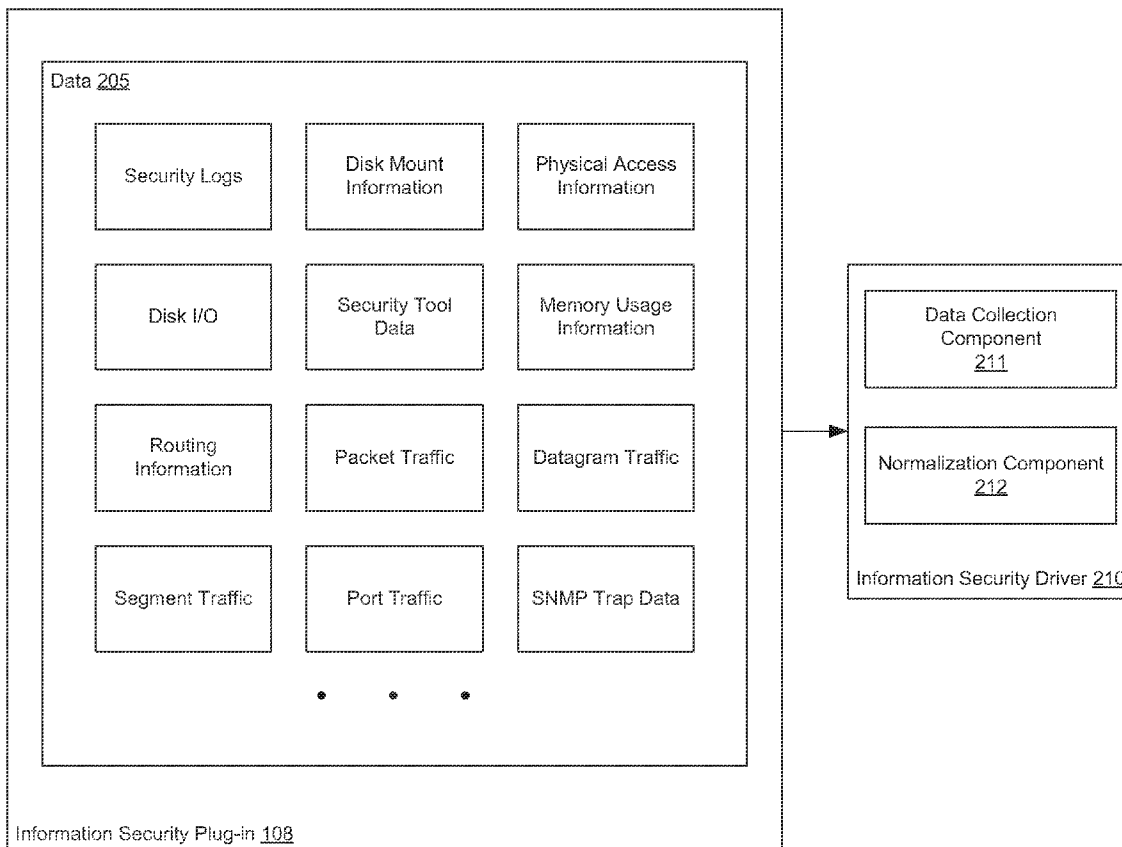 Data 205
Security Logs
Disk Mount
Information
Physical Access
Information
Disk I/O
Security Tool
Data
Memory Usage
Information
Routing
Information
Packet Traffic
Datagram Traffic
Segment Traffic
Port Traffic
SNMP Trap Data
Information Security Plug-in 108
Data Collection
Component
211
Normalization Component
212
Information Security Driver 210